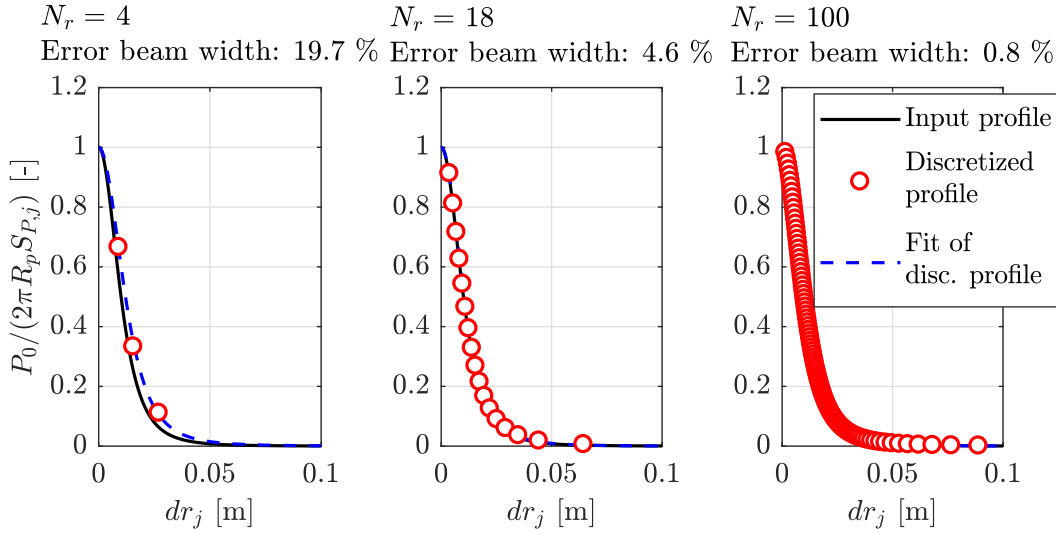 N_r = 4
Error beam width: 19.7 %
N_r = 18
Error beam width: 4.6 %
N_r = 100
Error beam width: 0.8 %
P_0/(2πR_pS_{P,j}) [-]
1.2
1
0.8
0.6
0.4
0.2
0
0
0.05
0.1
dr_j [m]
1.2
1
0.8
0.6
0.4
0.2
0
0
0.05
0.1
dr_j [m]
1.2
1
0.8
0.6
0.4
0.2
0
0
0.05
0.1
dr_j [m]
Input profile
Discretized
profile
Fit of
disc. profile